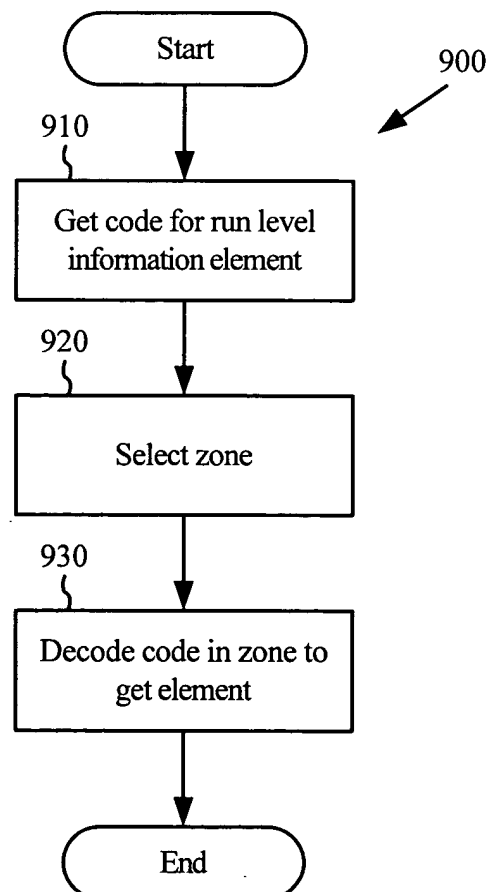 Start
900
910
Get code for run level
information element
920
Select zone
930
Decode code in zone to
get element
End